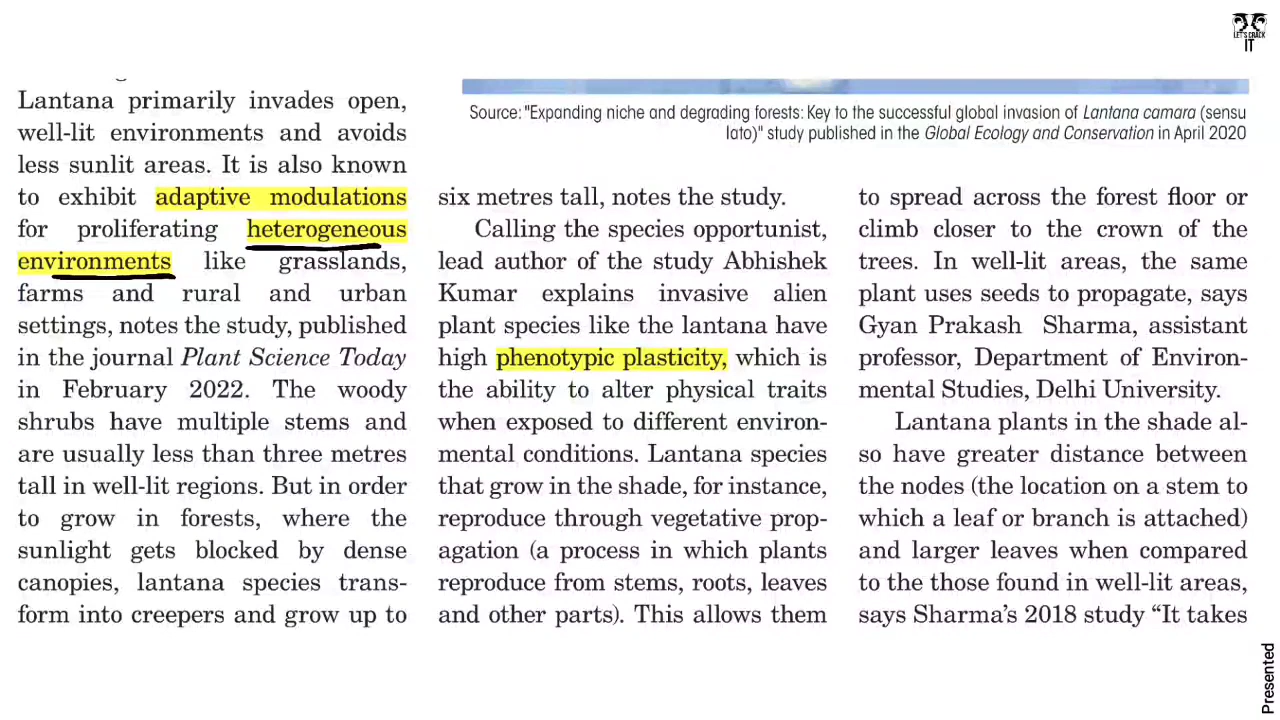 LET'S CRACK
IT
Lantana primarily invades open,
well-lit environments and avoids
less sunlit areas. It is also known
to exhibit adaptive modulations
for proliferating heterogeneous
environments like grasslands,
farms and rural and urban
settings, notes the study, published
in the journal Plant Science Today
in February 2022. The woody
shrubs have multiple stems and
are usually less than three metres
tall in well-lit regions. But in order
to grow in forests, where the
sunlight gets blocked by dense
canopies, lantana species trans-
form into creepers and grow up to
Source: "Expanding niche and degrading forests: Key to the successful global invasion of Lantana camara (sensu
lato)" study published in the Global Ecology and Conservation in April 2020
six metres tall, notes the study.
Calling the species opportunist,
lead author of the study Abhishek
Kumar explains invasive alien
plant species like the lantana have
high phenotypic plasticity, which is
the ability to alter physical traits
when exposed to different environ-
mental conditions. Lantana species
that grow in the shade, for instance,
reproduce through vegetative prop-
agation (a process in which plants
reproduce from stems, roots, leaves
and other parts). This allows them
to spread across the forest floor or
climb closer to the crown of the
trees. In well-lit areas, the same
plant uses seeds to propagate, says
Gyan Prakash Sharma, assistant
professor, Department of Environ-
mental Studies, Delhi University.
Lantana plants in the shade al-
so have greater distance between
the nodes (the location on a stem to
which a leaf or branch is attached)
and larger leaves when compared
to the those found in well-lit areas,
says Sharma's 2018 study "It takes
Presented